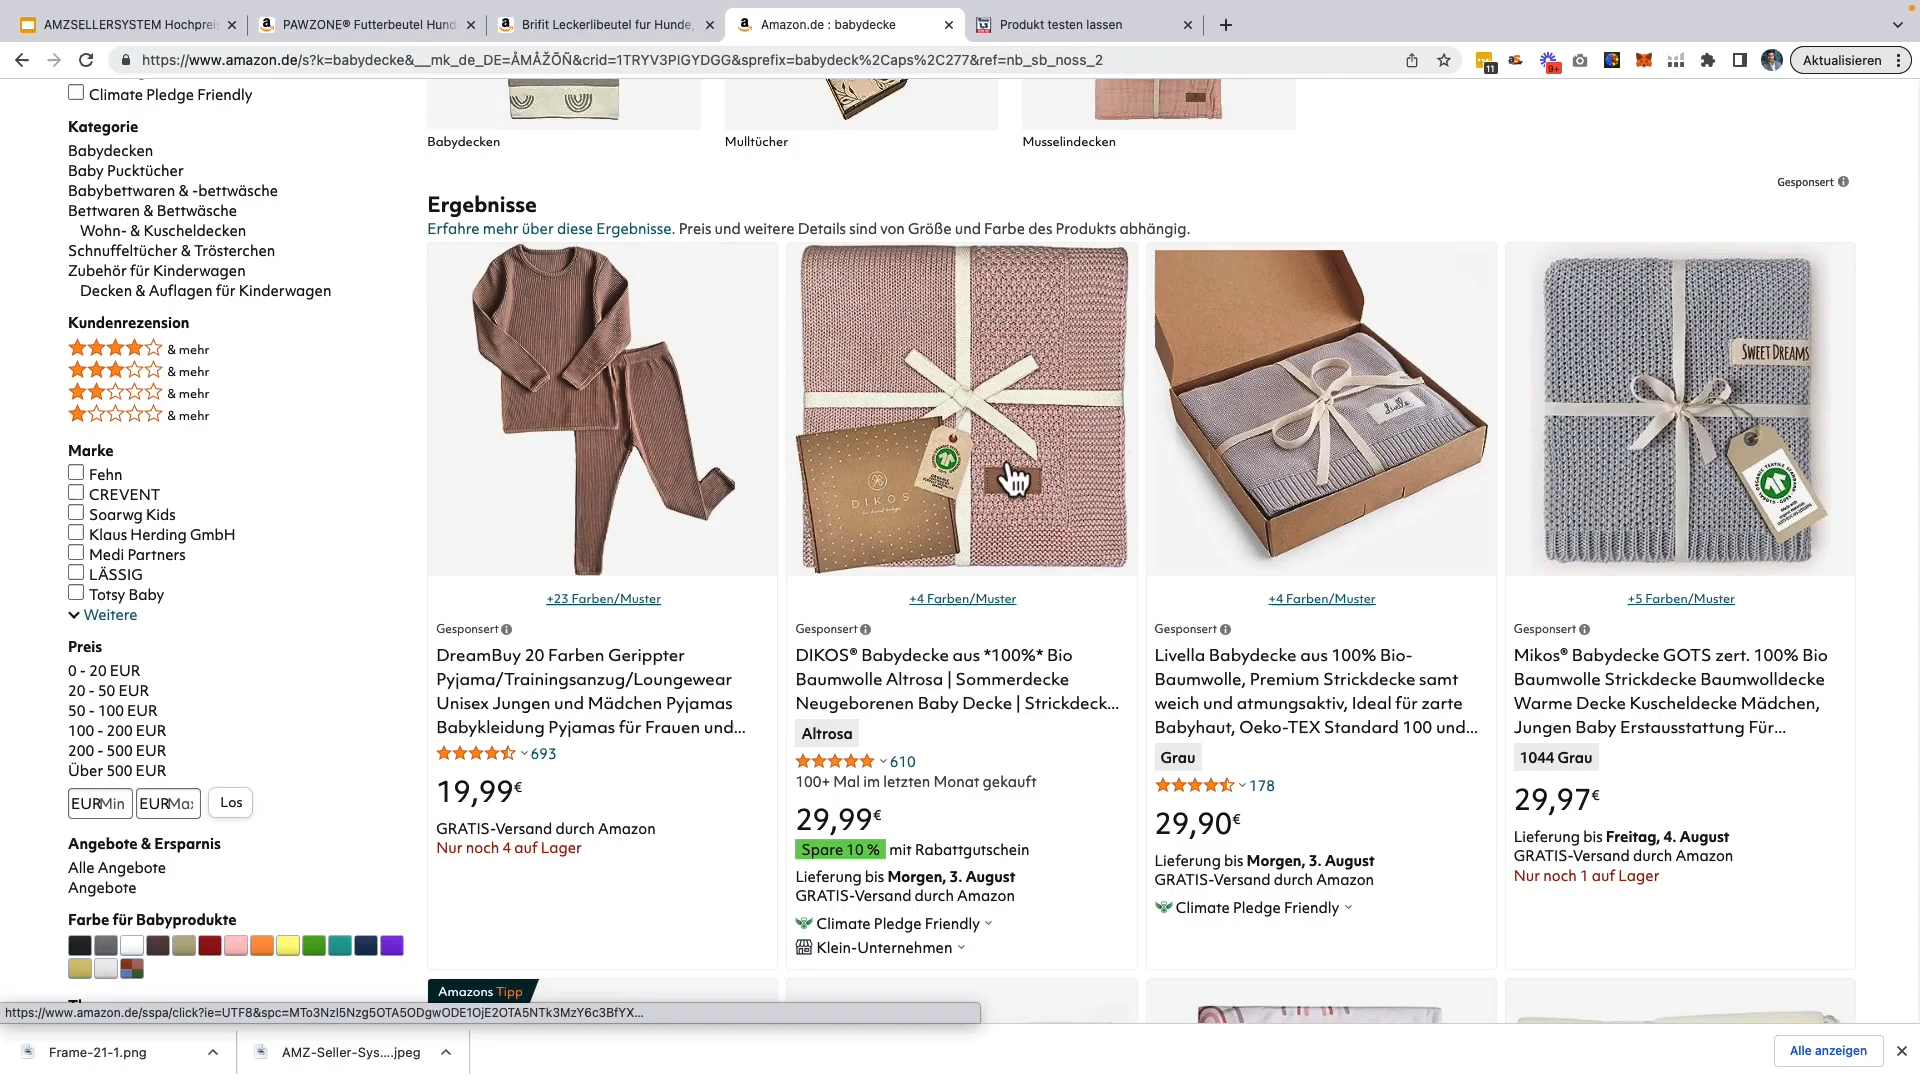 AMZSELLERSYSTEM Hochprei
PAWZONE® Futterbeutel Hund
Brifit Leckerlibeutel fur Hunde,
Amazon.de : babydecke
Produkt testen lassen
https://www.amazon.de/s?k=babydecke&__mk_de_DE=ÅMÅŽÕÑ&crid=1TRYV3PIGYDGG&sprefix=babydeck%2Caps%2C277&ref=nb_sb_noss_2
11
9+
Aktualisieren
Climate Pledge Friendly
Kategorie
Babydecken
Baby Pucktücher
Babybettwaren & -bettwäsche
Bettwaren & Bettwäsche
Wohn- & Kuscheldecken
Schnuffeltücher & Trösterchen
Zubehör für Kinderwagen
Decken & Auflagen für Kinderwagen
Kundenrezension
& mehr
& mehr
& mehr
& mehr
Marke
Fehn
CREVENT
Soarwg Kids
Klaus Herding GmbH
Medi Partners
LÄSSIG
Totsy Baby
Weitere
Preis
0 - 20 EUR
20 - 50 EUR
50 - 100 EUR
100 - 200 EUR
200 - 500 EUR
Über 500 EUR
EUR Min
EUR Max
Los
Angebote & Ersparnis
Alle Angebote
Angebote
Farbe für Babyprodukte
Babydecken
Mulltücher
Musselindecken
Gesponsert
Ergebnisse
Erfahre mehr über diese Ergebnisse. Preis und weitere Details sind von Größe und Farbe des Produkts abhängig.
+23 Farben/Muster
Gesponsert
DreamBuy 20 Farben Gerippter
Pyjama/Trainingsanzug/Loungewear
Unisex Jungen und Mädchen Pyjamas
Babykleidung Pyjamas für Frauen und...
693
19,99€
GRATIS-Versand durch Amazon
Nur noch 4 auf Lager
DIKOS
+4 Farben/Muster
Gesponsert
DIKOS® Babydecke aus *100%* Bio
Baumwolle Altrosa | Sommerdecke
Neugeborenen Baby Decke | Strickdeck...
Altrosa
610
100+ Mal im letzten Monat gekauft
29,99€
Spare 10 % mit Rabattgutschein
Lieferung bis Morgen, 3. August
GRATIS-Versand durch Amazon
Climate Pledge Friendly
Klein-Unternehmen
+4 Farben/Muster
Gesponsert
Livella Babydecke aus 100% Bio-
Baumwolle, Premium Strickdecke samt
weich und atmungsaktiv, Ideal für zarte
Babyhaut, Oeko-TEX Standard 100 und...
Grau
178
29,90€
Lieferung bis Morgen, 3. August
GRATIS-Versand durch Amazon
Climate Pledge Friendly
SWEET DREAMS
+5 Farben/Muster
Gesponsert
Mikos® Babydecke GOTS zert. 100% Bio
Baumwolle Strickdecke Baumwolldecke
Warme Decke Kuscheldecke Mädchen,
Jungen Baby Erstausstattung Für...
1044 Grau
29,97€
Lieferung bis Freitag, 4. August
GRATIS-Versand durch Amazon
Nur noch 1 auf Lager
Amazons Tipp
Frame-21-1.png
AMZ-Seller-Sys....jpeg
Alle anzeigen